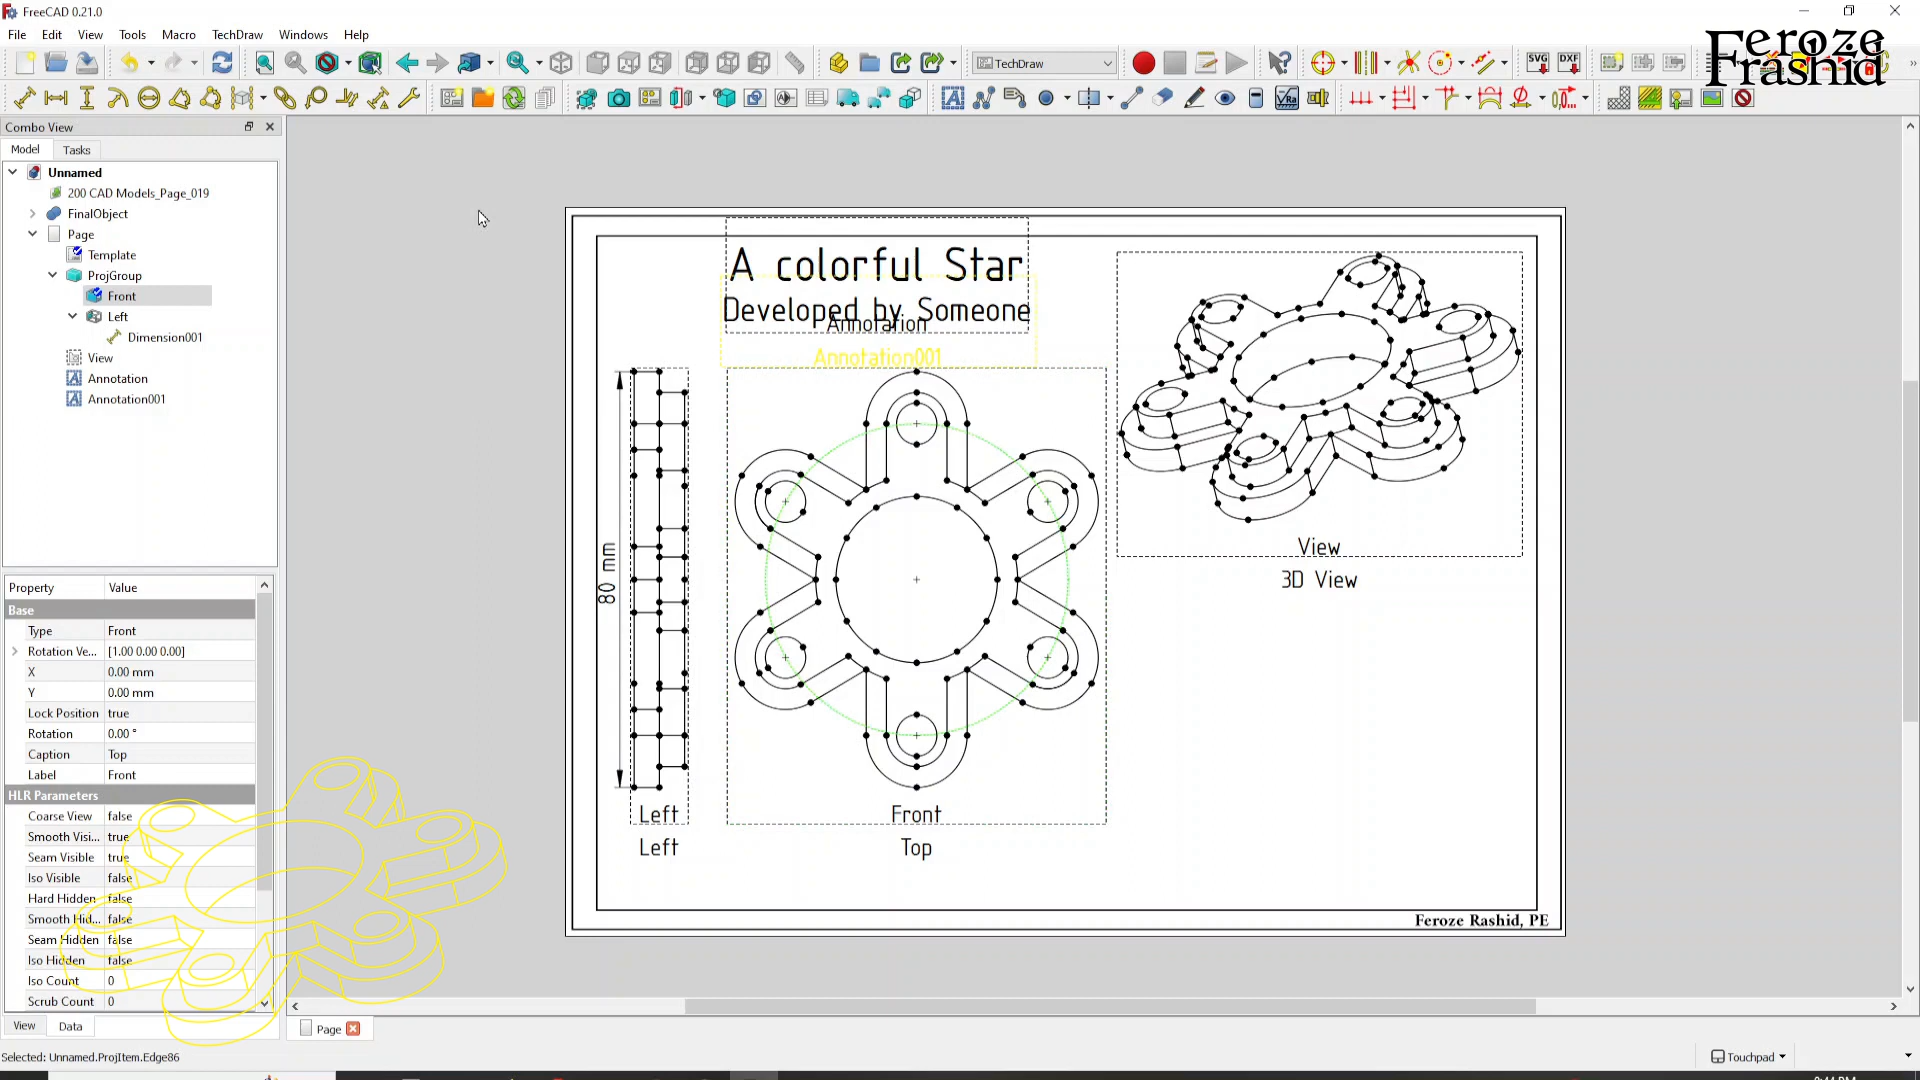 FreeCAD 0.21.0
File Edit View Tools Macro TechDraw Windows Help
TechDraw
SVG DXF
Feroze
Frashid
Combo View
Model Tasks
Unnamed
200 CAD Models_Page_019
FinalObject
Page
Template
ProjGroup
Front
Left
Dimension001
View
Annotation
Annotation001
Property Value
Base
Type Front
Rotation Ve... [1.00 0.00 0.00]
X 0.00 mm
Y 0.00 mm
Lock Position true
Rotation 0.00 °
Caption Top
Label Front
HLR Parameters
Coarse View false
Smooth Visi... true
Seam Visible true
Iso Visible false
Hard Hidden false
Smooth Hid... false
Seam Hidden false
Iso Hidden false
Iso Count 0
Scrub Count 0
View Data
A colorful Star
Developed by Someone
Annotation
Annotation001
80 mm
Left
Left
Front
Top
View
3D View
Feroze Rashid, PE
Page
Selected: Unnamed.ProjItem.Edge86
Touchpad